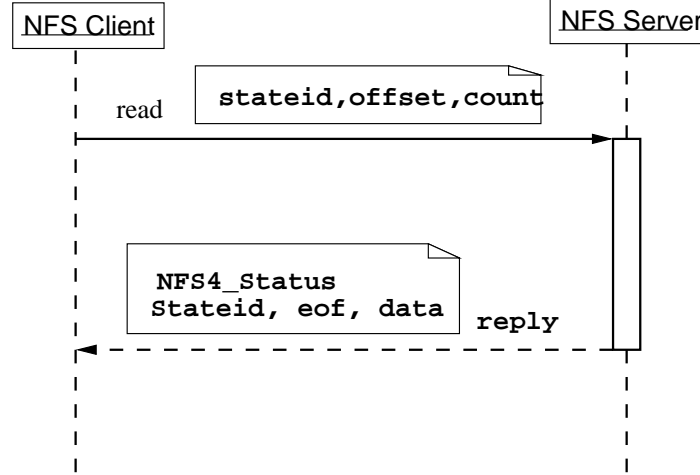 NFS Client
NFS Server
stateid,offset,count
read
NFS4_Status
Stateid, eof, data
reply